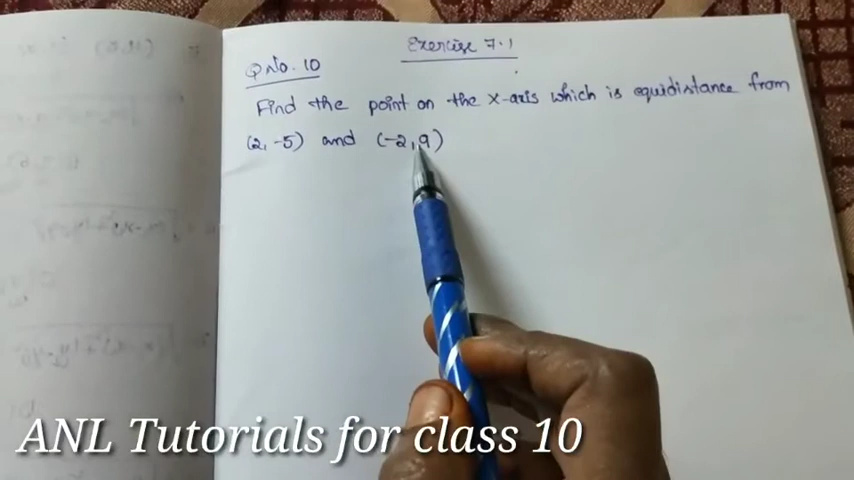 Exercise 7.1
Q No. 10
Find the point on the x-axis which is equidistance from
(2, -5) and (-2, 9)
ANL Tutorials for class 10